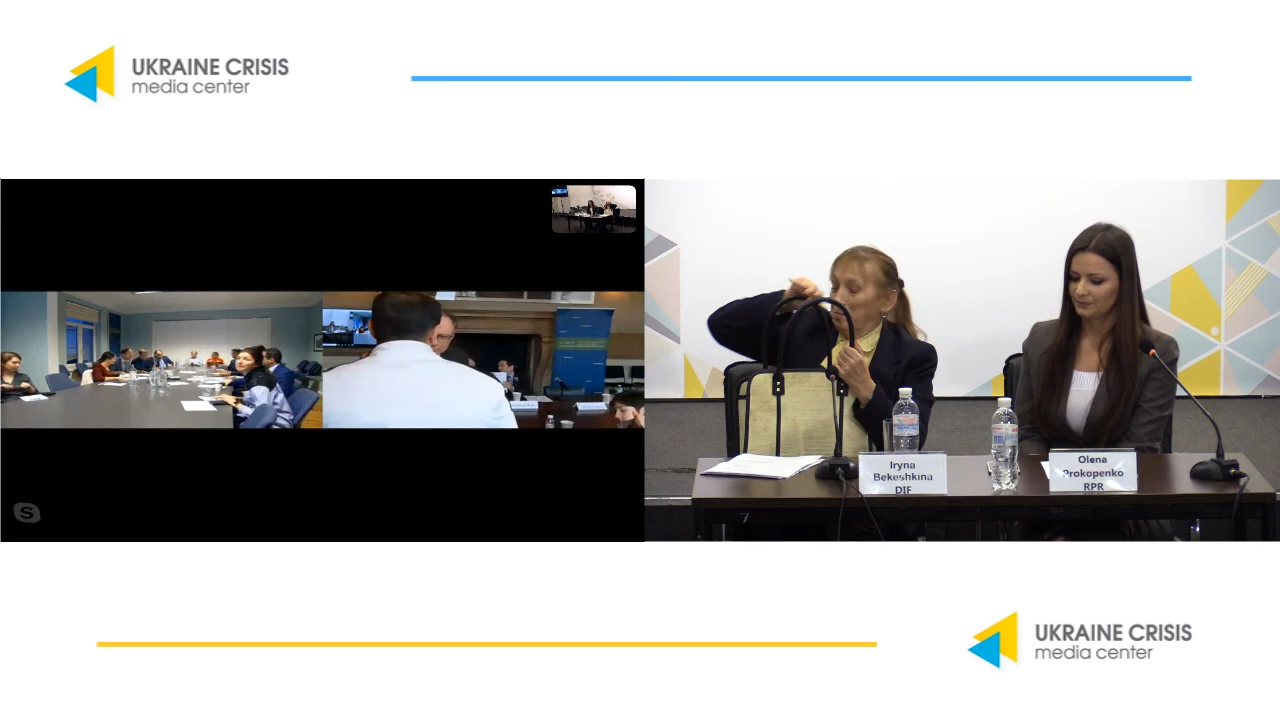 UKRAINE CRISIS
media center
Iryna
Bekeshkina
DIF
Olena
Prokopenko
RPR
UKRAINE CRISIS
media center